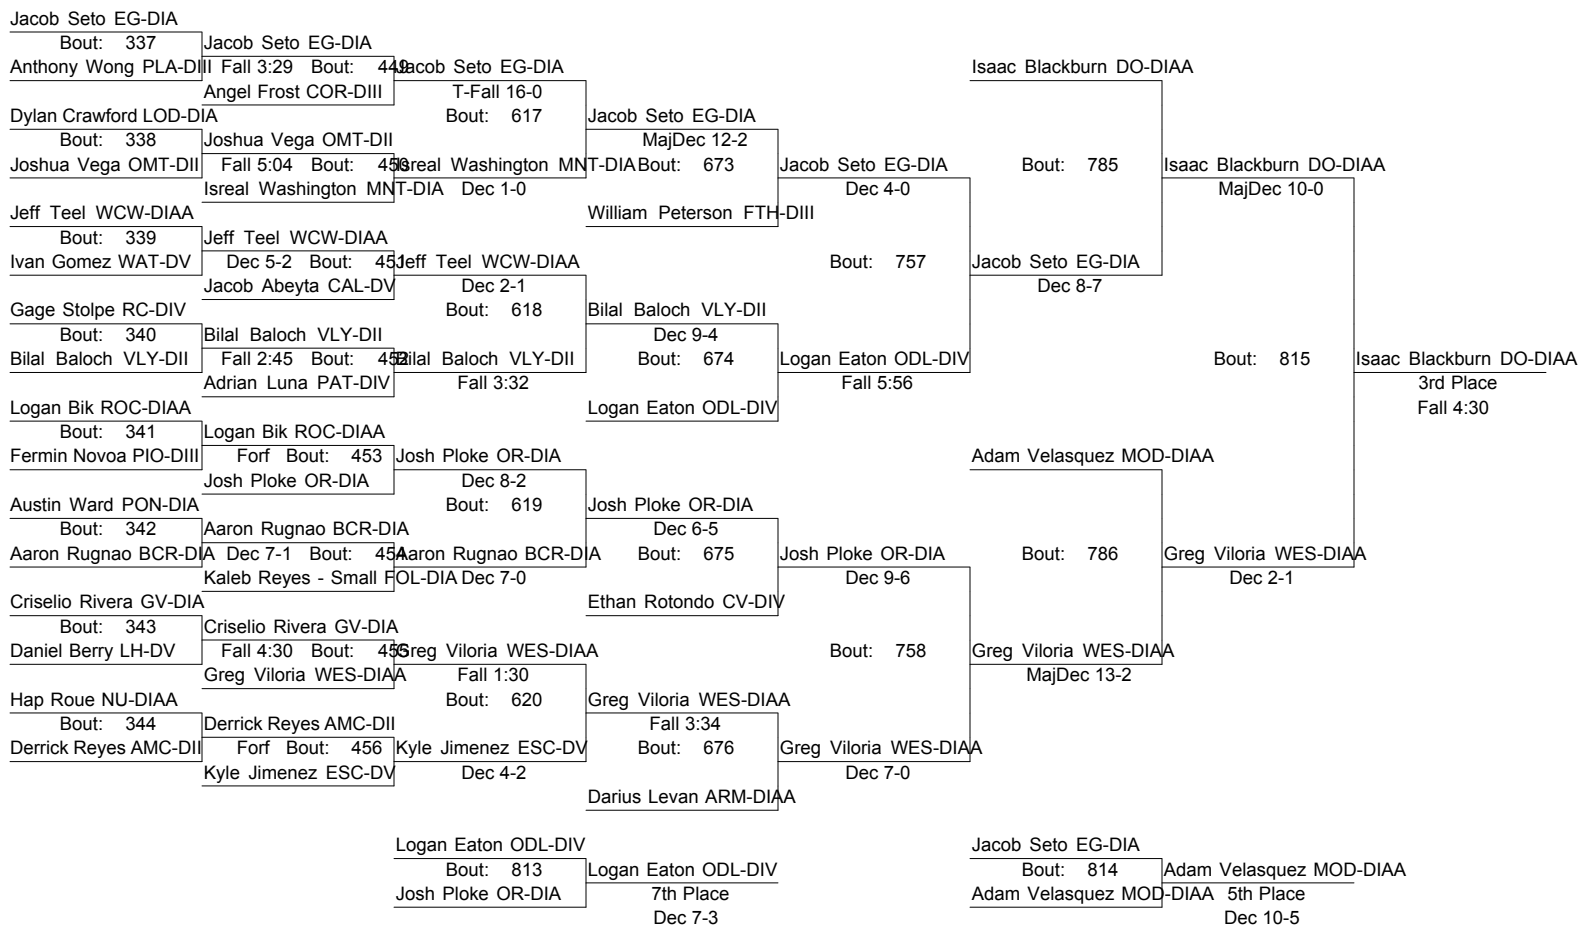 Jacob Seto EG-DIA
Bout: 337 Jacob Seto EG-DIA
Anthony Wong PLA-DIII Fall 3:29 Bout: 449 Jacob Seto EG-DIA Isaac Blackburn DO-DIAA
Angel Frost COR-DIII T-Fall 16-0
Dylan Crawford LOD-DIA Bout: 617 Jacob Seto EG-DIA
Bout: 338 Joshua Vega OMT-DII MajDec 12-2
Joshua Vega OMT-DII Fall 5:04 Bout: 450 Isreal Washington MNT-DIA Bout: 673 Jacob Seto EG-DIA Bout: 785 Isaac Blackburn DO-DIAA
Isreal Washington MNT-DIA Dec 1-0 Dec 4-0 MajDec 10-0
Jeff Teel WCW-DIAA William Peterson FTH-DIII
Bout: 339 Jeff Teel WCW-DIAA
Ivan Gomez WAT-DV Dec 5-2 Bout: 451 Jeff Teel WCW-DIAA Bout: 757 Jacob Seto EG-DIA
Jacob Abeyta CAL-DV Dec 2-1 Dec 8-7
Gage Stolpe RC-DIV Bout: 618 Bilal Baloch VLY-DII
Bout: 340 Bilal Baloch VLY-DII Dec 9-4
Bilal Baloch VLY-DII Fall 2:45 Bout: 452 Bilal Baloch VLY-DII Bout: 674 Logan Eaton ODL-DIV Bout: 815 Isaac Blackburn DO-DIAA
Adrian Luna PAT-DIV Fall 3:32 Fall 5:56 3rd Place
Logan Bik ROC-DIAA Logan Eaton ODL-DIV Fall 4:30
Bout: 341 Logan Bik ROC-DIAA
Fermin Novoa PIO-DIII Forf Bout: 453 Josh Ploke OR-DIA Adam Velasquez MOD-DIAA
Josh Ploke OR-DIA Dec 8-2
Austin Ward PON-DIA Bout: 619 Josh Ploke OR-DIA
Bout: 342 Aaron Rugnao BCR-DIA Dec 6-5
Aaron Rugnao BCR-DIA Dec 7-1 Bout: 454 Aaron Rugnao BCR-DIA Bout: 675 Josh Ploke OR-DIA Bout: 786 Greg Viloria WES-DIAA
Kaleb Reyes - Small FOL-DIA Dec 7-0 Dec 9-6 Dec 2-1
Criselio Rivera GV-DIA Ethan Rotondo CV-DIV
Bout: 343 Criselio Rivera GV-DIA
Daniel Berry LH-DV Fall 4:30 Bout: 455 Greg Viloria WES-DIAA Bout: 758 Greg Viloria WES-DIAA
Greg Viloria WES-DIAA Fall 1:30 MajDec 13-2
Hap Roue NU-DIAA Bout: 620 Greg Viloria WES-DIAA
Bout: 344 Derrick Reyes AMC-DII Fall 3:34
Derrick Reyes AMC-DII Forf Bout: 456 Kyle Jimenez ESC-DV Bout: 676 Greg Viloria WES-DIAA
Kyle Jimenez ESC-DV Dec 4-2 Dec 7-0
Darius Levan ARM-DIAA
Logan Eaton ODL-DIV Jacob Seto EG-DIA
Bout: 813 Logan Eaton ODL-DIV Bout: 814 Adam Velasquez MOD-DIAA
Josh Ploke OR-DIA 7th Place Adam Velasquez MOD-DIAA 5th Place
Dec 7-3 Dec 10-5